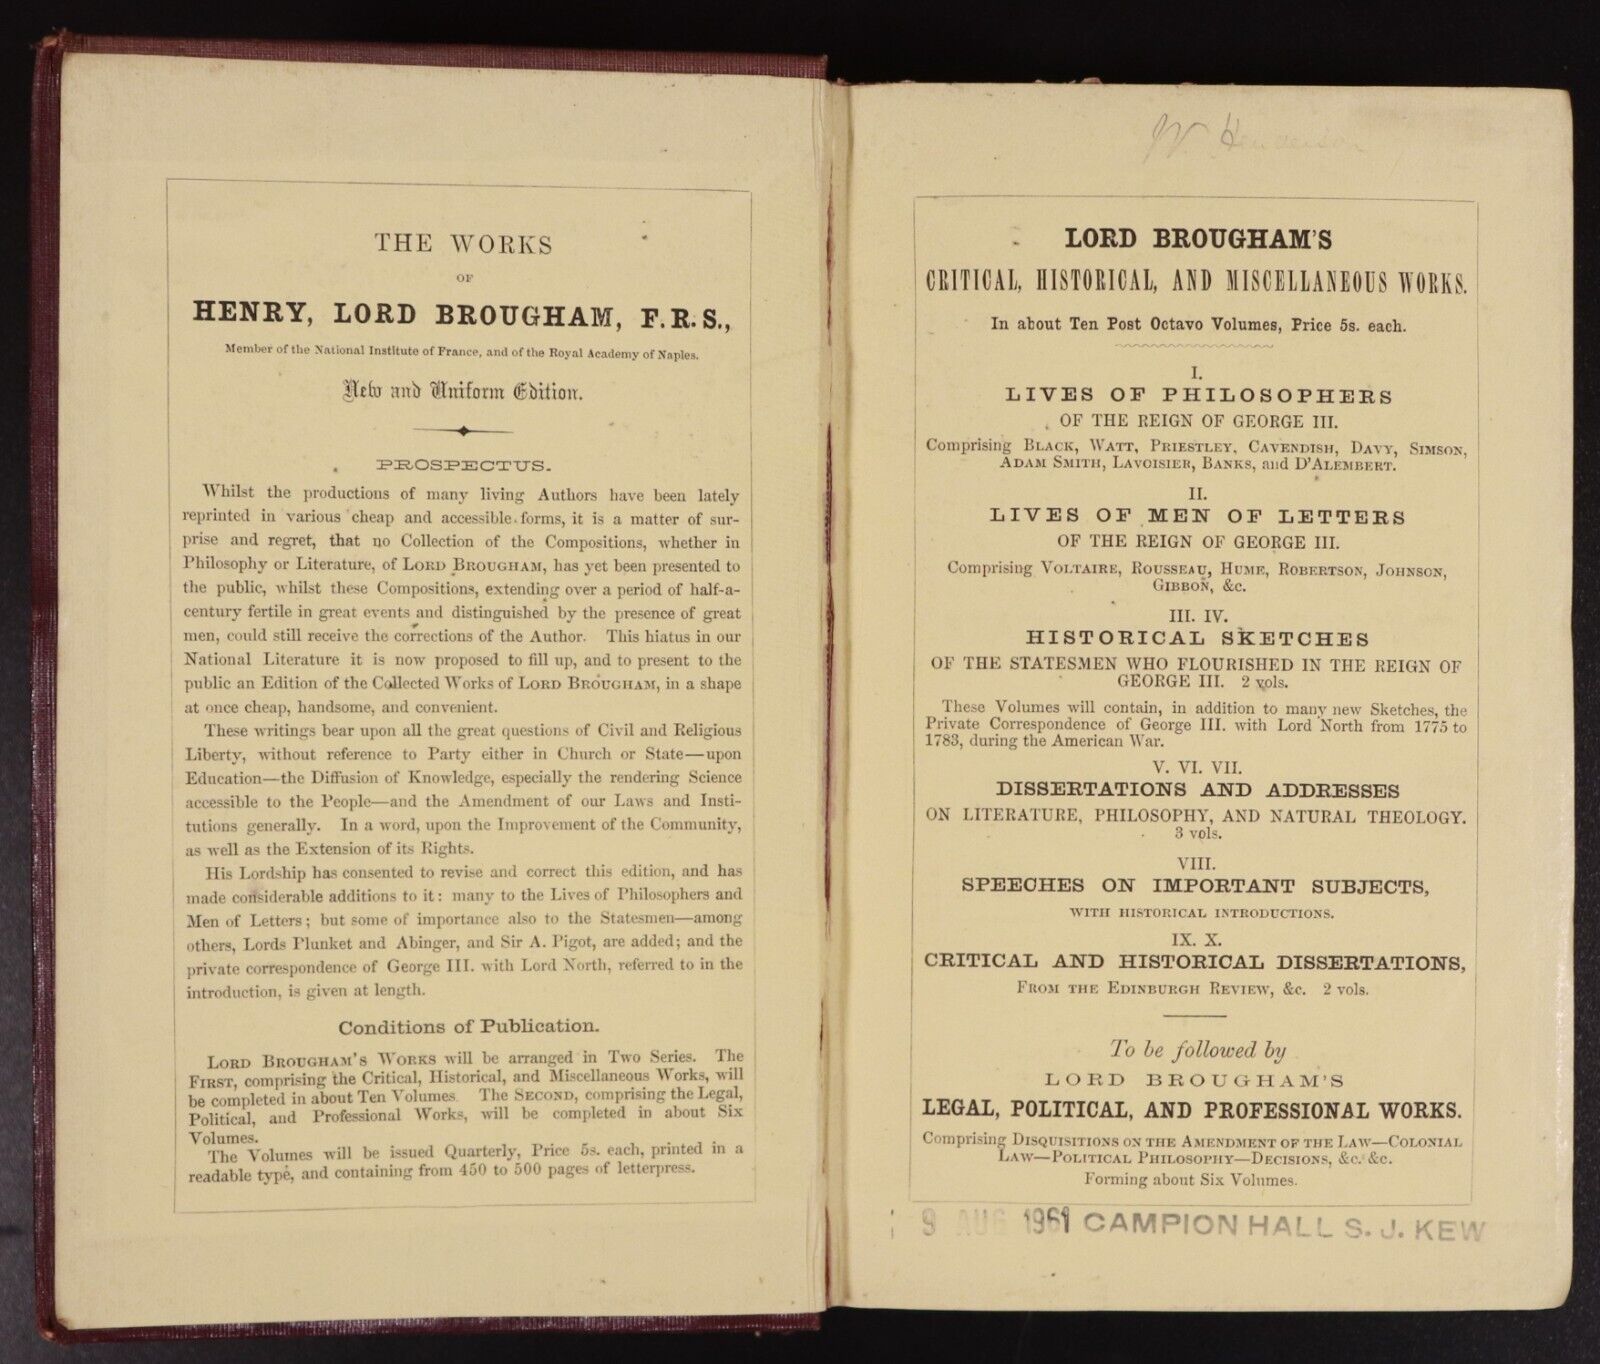 THE WORKS
OF
HENRY, LORD BROUGHAM, F.R.S.,
Member of the National Institute of France, and of the Royal Academy of Naples.
New and Uniform Edition.
PROSPECTUS.
Whilst the productions of many living Authors have been lately
reprinted in various cheap and accessible forms, it is a matter of sur-
prise and regret, that no Collection of the Compositions, whether in
Philosophy or Literature, of LORD BROUGHAM, has yet been presented to
the public, whilst these Compositions, extending over a period of half-a-
century fertile in great events and distinguished by the presence of great
men, could still receive the corrections of the Author. This hiatus in our
National Literature it is now proposed to fill up, and to present to the
public an Edition of the Collected Works of LORD BROUGHAM, in a shape
at once cheap, handsome, and convenient.
These writings bear upon all the great questions of Civil and Religious
Liberty, without reference to Party either in Church or State—upon
Education—the Diffusion of Knowledge, especially the rendering Science
accessible to the People—and the Amendment of our Laws and Insti-
tutions generally. In a word, upon the Improvement of the Community,
as well as the Extension of its Rights.
His Lordship has consented to revise and correct this edition, and has
made considerable additions to it: many to the Lives of Philosophers and
Men of Letters; but some of importance also to the Statesmen—among
others, Lords Plunket and Abinger, and Sir A. Pigot, are added; and the
private correspondence of George III. with Lord North, referred to in the
introduction, is given at length.
Conditions of Publication.
LORD BROUGHAM'S WORKS will be arranged in Two Series. The
FIRST, comprising the Critical, Historical, and Miscellaneous Works, will
be completed in about Ten Volumes. The SECOND, comprising the Legal,
Political, and Professional Works, will be completed in about Six
Volumes.
The Volumes will be issued Quarterly, Price 5s. each, printed in a
readable type, and containing from 450 to 500 pages of letterpress.
W. Henderson
LORD BROUGHAM'S
CRITICAL, HISTORICAL, AND MISCELLANEOUS WORKS.
In about Ten Post Octavo Volumes, Price 5s. each.
I.
LIVES OF PHILOSOPHERS
OF THE REIGN OF GEORGE III.
Comprising BLACK, WATT, PRIESTLEY, CAVENDISH, DAVY, SIMSON,
ADAM SMITH, LAVOISIER, BANKS, and D'ALEMBERT.
II.
LIVES OF MEN OF LETTERS
OF THE REIGN OF GEORGE III.
Comprising VOLTAIRE, ROUSSEAU, HUME, ROBERTSON, JOHNSON,
GIBBON, &c.
III. IV.
HISTORICAL SKETCHES
OF THE STATESMEN WHO FLOURISHED IN THE REIGN OF
GEORGE III. 2 vols.
These Volumes will contain, in addition to many new Sketches, the
Private Correspondence of George III. with Lord North from 1775 to
1783, during the American War.
V. VI. VII.
DISSERTATIONS AND ADDRESSES
ON LITERATURE, PHILOSOPHY, AND NATURAL THEOLOGY.
3 vols.
VIII.
SPEECHES ON IMPORTANT SUBJECTS,
WITH HISTORICAL INTRODUCTIONS.
IX. X.
CRITICAL AND HISTORICAL DISSERTATIONS,
FROM THE EDINBURGH REVIEW, &c. 2 vols.
To be followed by
LORD BROUGHAM'S
LEGAL, POLITICAL, AND PROFESSIONAL WORKS.
Comprising DISQUISITIONS ON THE AMENDMENT OF THE LAW—COLONIAL
LAW—POLITICAL PHILOSOPHY—DECISIONS, &c. &c.
Forming about Six Volumes.
9 AUG 1961 CAMPION HALL S. J. KEW